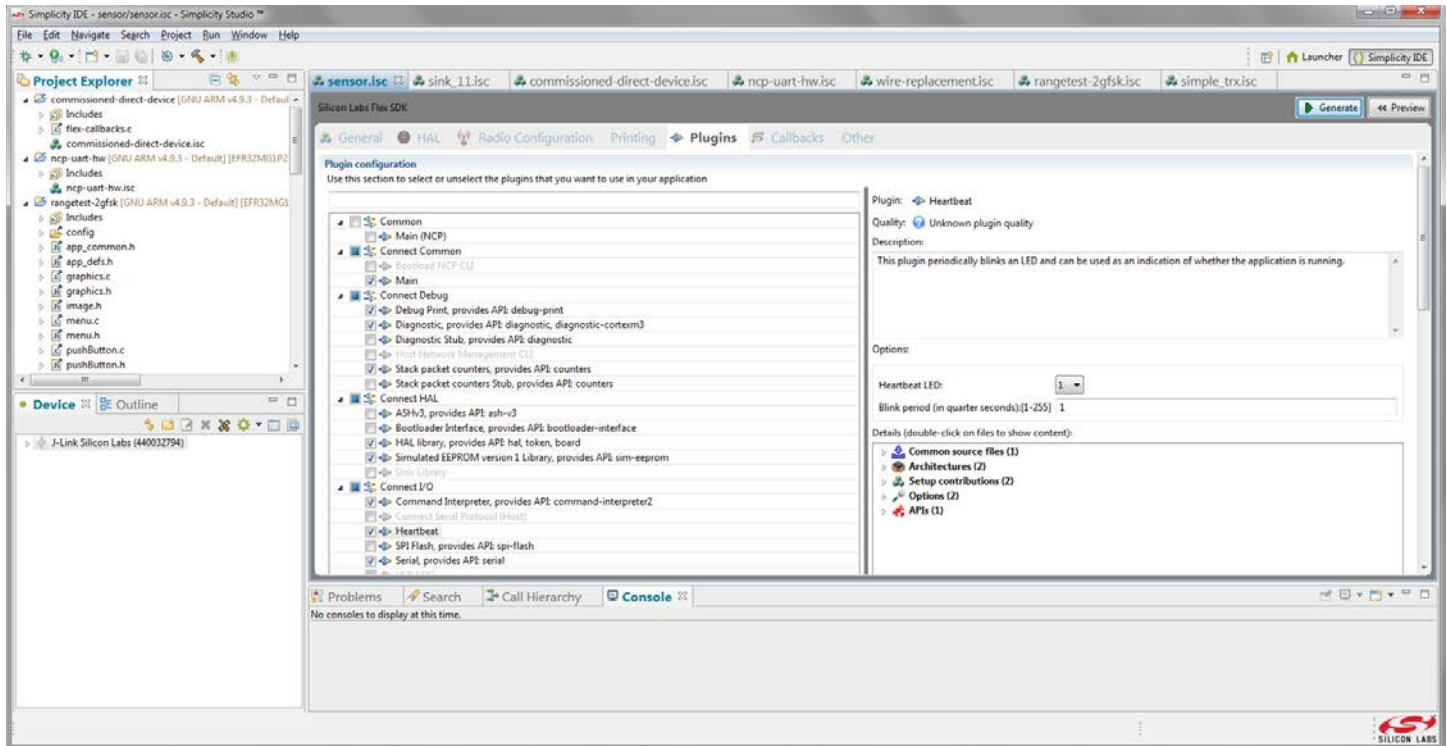 Simplicity IDE - sensor/sensor.isc - Simplicity Studio ™
File Edit Navigate Search Project Run Window Help
Launcher Simplicity IDE
Project Explorer
commissioned-direct-device [GNU ARM v4.9.3 - Defaul
Includes
flex-callbacks.c
commissioned-direct-device.isc
ncp-uart-hw [GNU ARM v4.9.3 - Default] [EFR32MG1P2
Includes
ncp-uart-hw.isc
rangetest-2gfsk [GNU ARM v4.9.3 - Default] [EFR32MG1
Includes
config
app_common.h
app_defs.h
graphics.c
graphics.h
image.h
menu.c
menu.h
pushButton.c
pushButton.h
Device Outline
J-Link Silicon Labs (440032794)
sensor.isc sink_11.isc commissioned-direct-device.isc ncp-uart-hw.isc wire-replacement.isc rangetest-2gfsk.isc simple_trx.isc
Silicon Labs Flex SDK
Generate Preview
General HAL Radio Configuration Printing Plugins Callbacks Other
Plugin configuration
Use this section to select or unselect the plugins that you want to use in your application
Common
Main (NCP)
Connect Common
Bootload NCP CLI
Main
Connect Debug
Debug Print, provides API: debug-print
Diagnostic, provides API: diagnostic, diagnostic-cortexm3
Diagnostic Stub, provides API: diagnostic
Host Network Management CLI
Stack packet counters, provides API: counters
Stack packet counters Stub, provides API: counters
Connect HAL
ASHv3, provides API: ash-v3
Bootloader Interface, provides API: bootloader-interface
HAL library, provides API: hal, token, board
Simulated EEPROM version 1 Library, provides API: sim-eeprom
Unix Library
Connect I/O
Command Interpreter, provides API: command-interpreter2
Connect Serial Protocol (Host)
Heartbeat
SPI Flash, provides API: spi-flash
Serial, provides API: serial
Plugin: Heartbeat
Quality: Unknown plugin quality
Description:
This plugin periodically blinks an LED and can be used as an indication of whether the application is running.
Options:
Heartbeat LED: 1
Blink period (in quarter seconds):[1-255] 1
Details (double-click on files to show content):
Common source files (1)
Architectures (2)
Setup contributions (2)
Options (2)
APIs (1)
Problems Search Call Hierarchy Console
No consoles to display at this time.
SILICON LABS